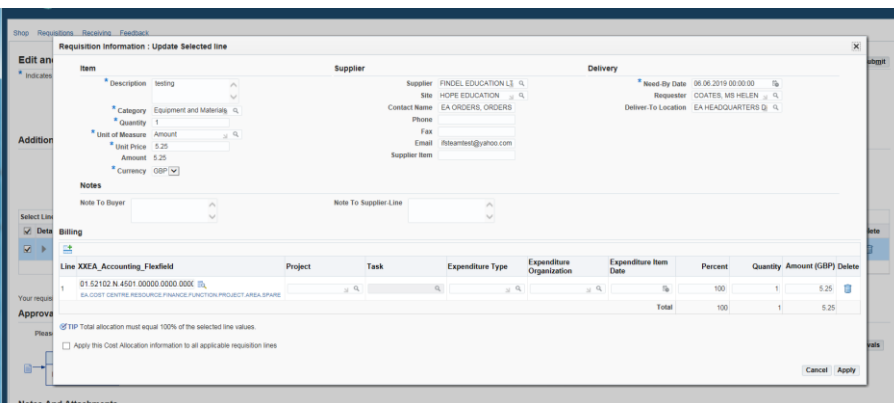 Shop Requisitions Receiving Feedback
Requisition Information : Update Selected line
Edit an
* Indicates
ubmit
Item
Supplier
Delivery
* Description testing
* Category Equipment and Materials
* Quantity 1
* Unit of Measure Amount
* Unit Price 5.25
Amount 5.25
* Currency GBP
Supplier FINDEL EDUCATION LT
Site HOPE EDUCATION
Contact Name EA ORDERS, ORDERS
Phone
Fax
Email ifsteamtest@yahoo.com
Supplier Item
* Need-By Date 06.06.2019 00:00:00
Requester COATES, MS HELEN
Deliver-To Location EA HEADQUARTERS D
Addition
Notes
Note To Buyer
Note To Supplier-Line
Select Line
Deta
lete
Billing
Line XXEA_Accounting_Flexfield Project Task Expenditure Type Expenditure Organization Expenditure Item Date Percent Quantity Amount (GBP) Delete
1 01.52102.N.4501.00000.0000.000( 100 1 5.25
EA.COST CENTRE.RESOURCE.FINANCE.FUNCTION.PROJECT.AREA.SPARE
Total 100 1 5.25
Your requis
Approva
TIP Total allocation must equal 100% of the selected line values.
Pleas
Apply this Cost Allocation information to all applicable requisition lines
vals
Cancel Apply
Notes And Attachments